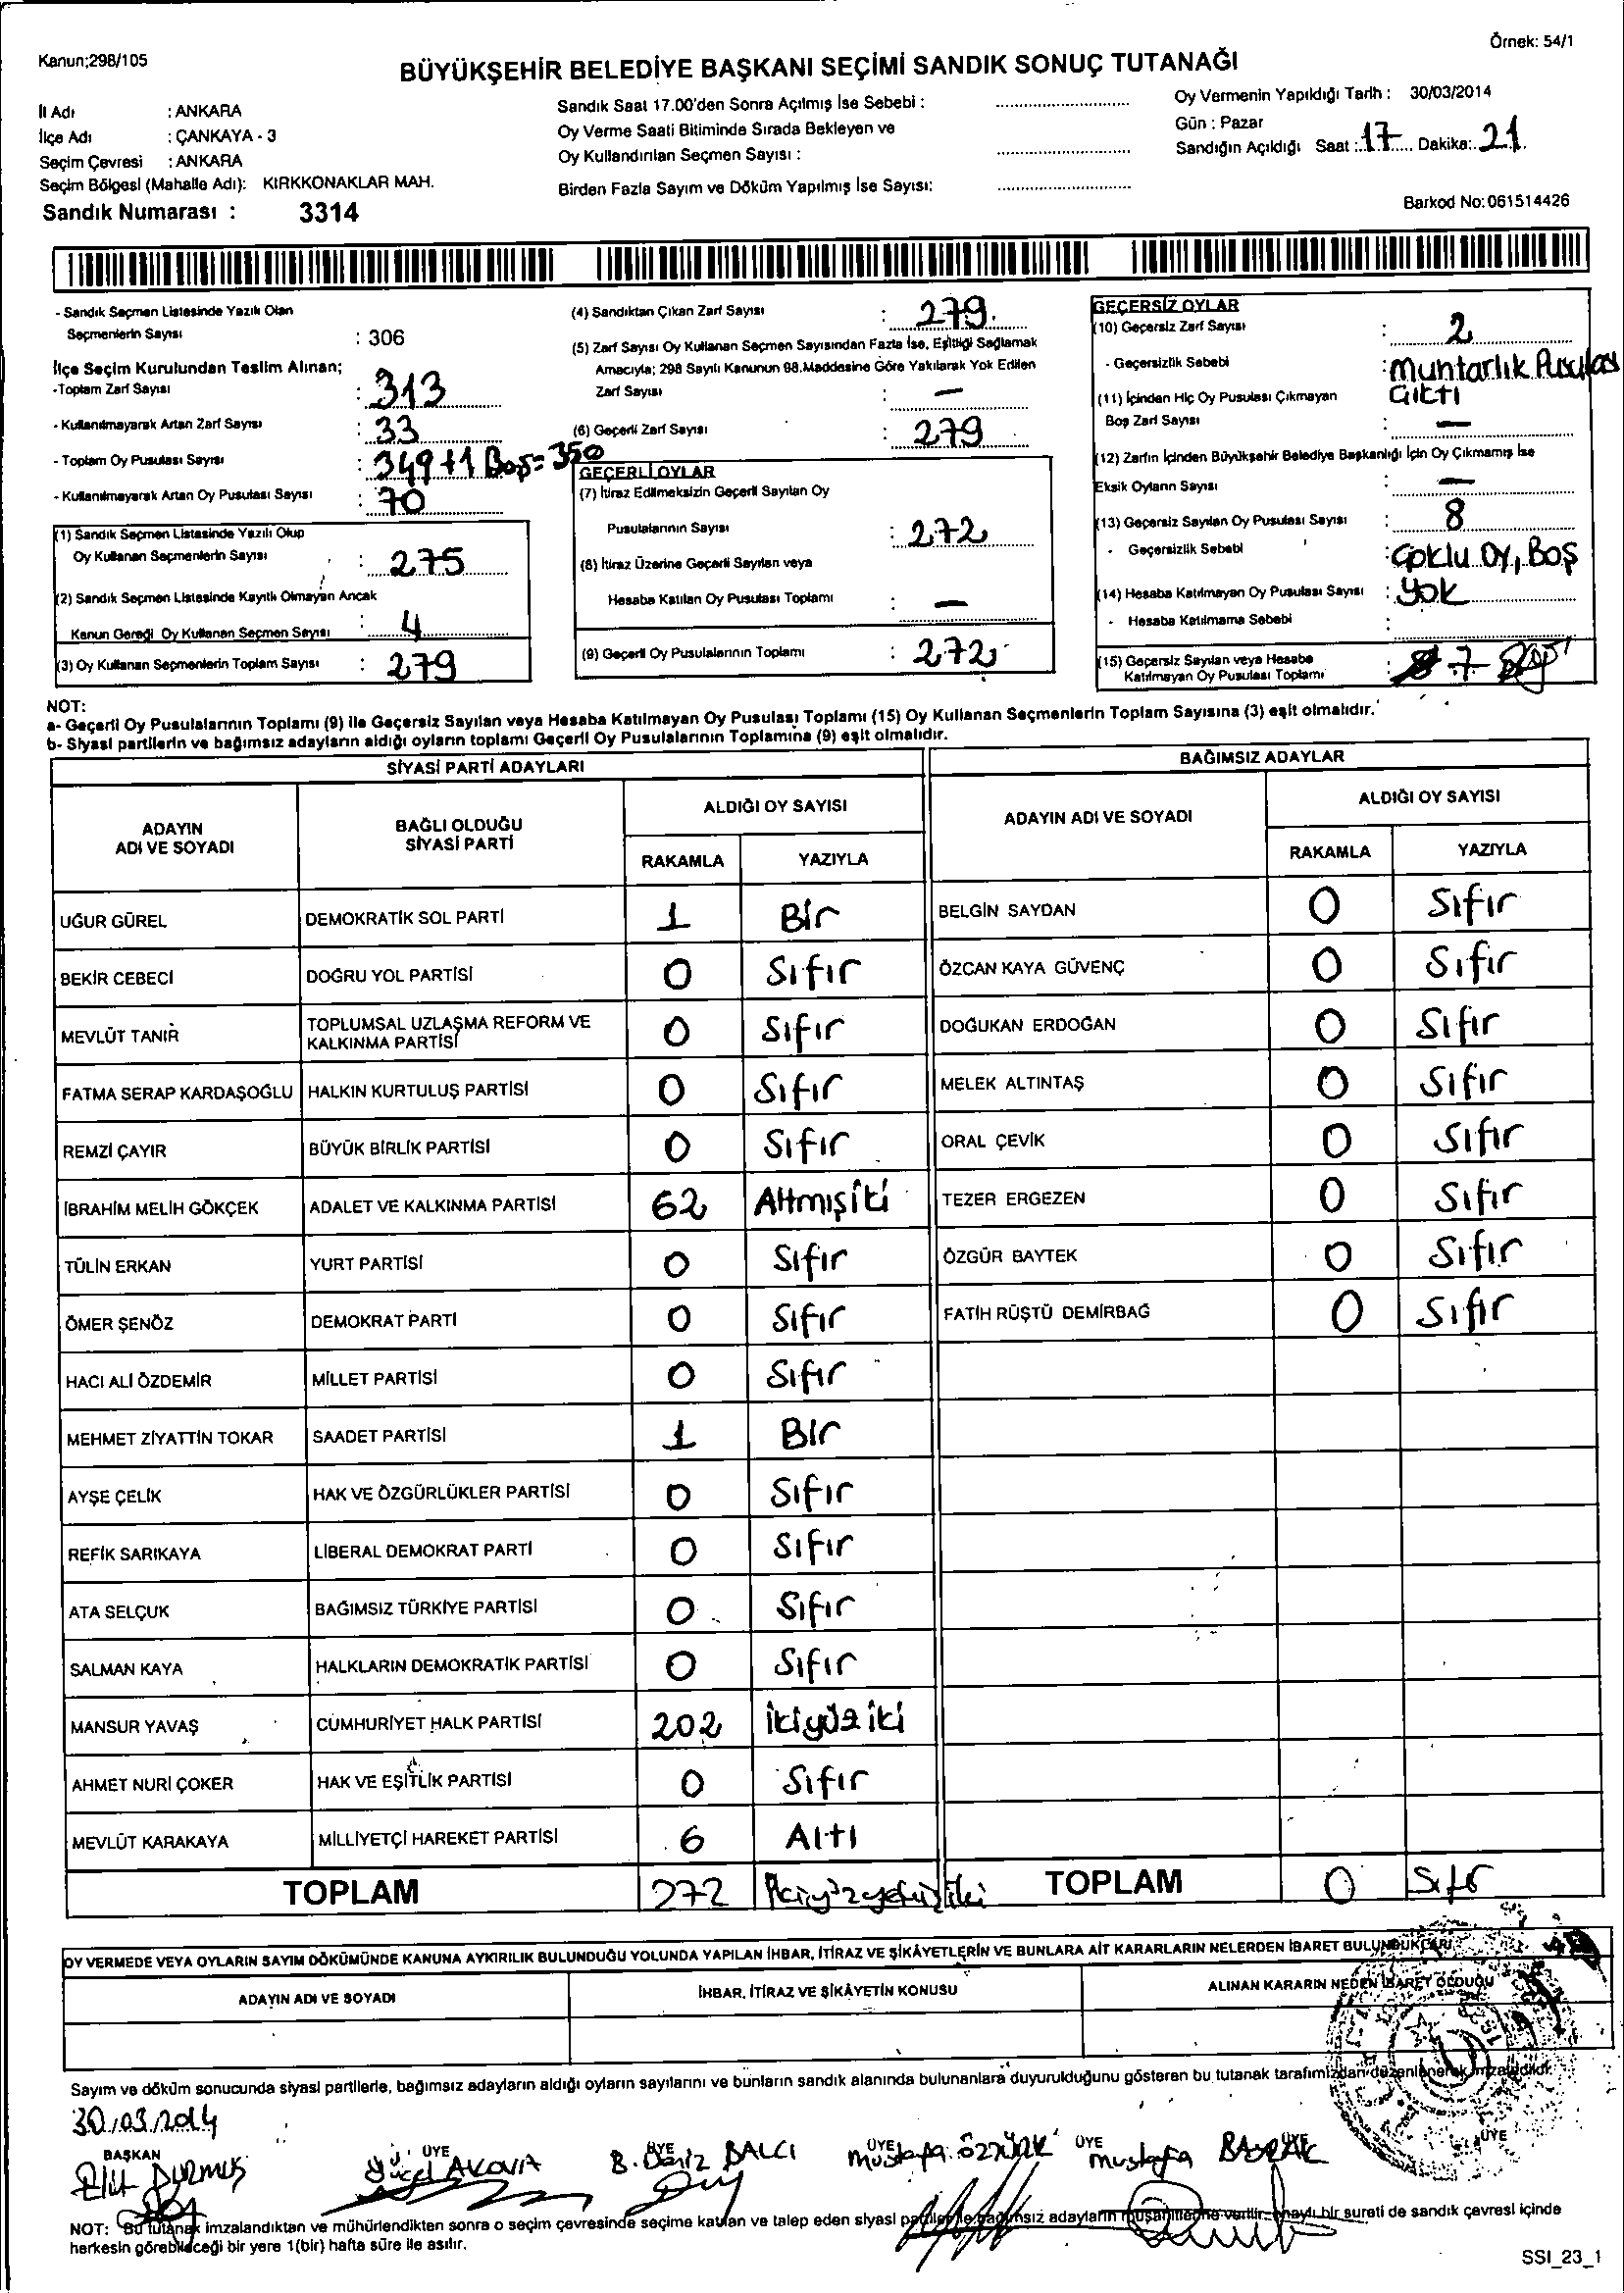 Örnek: 54/1
Kanun;298/105
BÜYÜKŞEHİR BELEDİYE BAŞKANI SEÇİMİ SANDIK SONUÇ TUTANAĞI
İl Adı : ANKARA
İlçe Adı : ÇANKAYA - 3
Seçim Çevresi : ANKARA
Seçim Bölgesi (Mahalle Adı): KIRKKONAKLAR MAH.
Sandık Numarası : 3314
Sandık Saat 17.00'den Sonra Açılmış İse Sebebi :
Oy Verme Saati Bitiminde Sırada Bekleyen ve
Oy Kullandırılan Seçmen Sayısı :
Birden Fazla Sayım ve Döküm Yapılmış İse Sayısı:
Oy Vermenin Yapıldığı Tarih : 30/03/2014
Gün : Pazar
Sandığın Açıldığı Saat : 17 Dakika: 21
Barkod No: 061514426
- Sandık Seçmen Listesinde Yazılı Olan
Seçmenlerin Sayısı : 306
İlçe Seçim Kurulundan Teslim Alınan;
-Toplam Zarf Sayısı : 313
- Kullanılmayarak Artan Zarf Sayısı : 33
- Toplam Oy Pusulası Sayısı : 349+1 Boş=350
- Kullanılmayarak Artan Oy Pusulası Sayısı : 70
(1) Sandık Seçmen Listesinde Yazılı Olup
Oy Kullanan Seçmenlerin Sayısı : 275
(2) Sandık Seçmen Listesinde Kayıtlı Olmayan Ancak
Kanun Gereği Oy Kullanan Seçmen Sayısı : 4
(3) Oy Kullanan Seçmenlerin Toplam Sayısı : 279
(4) Sandıktan Çıkan Zarf Sayısı : 279
(5) Zarf Sayısı Oy Kullanan Seçmen Sayısından Fazla İse, Eşitliği Sağlamak
Amacıyla; 298 Sayılı Kanunun 98.Maddesine Göre Yakılarak Yok Edilen
Zarf Sayısı : —
(6) Geçerli Zarf Sayısı : 279
GEÇERLİ OYLAR
(7) İtiraz Edilmeksizin Geçerli Sayılan Oy
Pusulalarının Sayısı : 272
(8) İtiraz Üzerine Geçerli Sayılan veya
Hesaba Katılan Oy Pusulası Toplamı : —
(9) Geçerli Oy Pusulalarının Toplamı : 272
GEÇERSİZ OYLAR
(10) Geçersiz Zarf Sayısı : 2
- Geçersizlik Sebebi : Muhtarlık Pusulası
Çıktı
(11) İçinden Hiç Oy Pusulası Çıkmayan
Boş Zarf Sayısı : —
(12) Zarfın İçinden Büyükşehir Belediye Başkanlığı İçin Oy Çıkmamış İse
Eksik Oyların Sayısı : —
(13) Geçersiz Sayılan Oy Pusulası Sayısı : 8
- Geçersizlik Sebebi : Çoklu Oy, Boş
(14) Hesaba Katılmayan Oy Pusulası Sayısı : Yok
- Hesaba Katılmama Sebebi :
(15) Geçersiz Sayılan veya Hesaba
Katılmayan Oy Pusulası Toplamı : 7
NOT:
a- Geçerli Oy Pusulalarının Toplamı (9) ile Geçersiz Sayılan veya Hesaba Katılmayan Oy Pusulası Toplamı (15) Oy Kullanan Seçmenlerin Toplam Sayısına (3) eşit olmalıdır.
b- Siyasi partilerin ve bağımsız adayların aldığı oyların toplamı Geçerli Oy Pusulalarının Toplamına (9) eşit olmalıdır.
SİYASİ PARTİ ADAYLARI
ADAYIN ADI VE SOYADI BAĞLI OLDUĞU SİYASİ PARTİ ALDIĞI OY SAYISI
RAKAMLA YAZIYLA
UĞUR GÜREL DEMOKRATİK SOL PARTİ 1 Bir
BEKİR CEBECİ DOĞRU YOL PARTİSİ 0 Sıfır
MEVLÜT TANIR TOPLUMSAL UZLAŞMA REFORM VE KALKINMA PARTİSİ 0 Sıfır
FATMA SERAP KARDAŞOĞLU HALKIN KURTULUŞ PARTİSİ 0 Sıfır
REMZİ ÇAYIR BÜYÜK BİRLİK PARTİSİ 0 Sıfır
İBRAHİM MELİH GÖKÇEK ADALET VE KALKINMA PARTİSİ 62 Altmışiki
TÜLİN ERKAN YURT PARTİSİ 0 Sıfır
ÖMER ŞENÖZ DEMOKRAT PARTİ 0 Sıfır
HACI ALİ ÖZDEMİR MİLLET PARTİSİ 0 Sıfır
MEHMET ZİYATTİN TOKAR SAADET PARTİSİ 1 Bir
AYŞE ÇELİK HAK VE ÖZGÜRLÜKLER PARTİSİ 0 Sıfır
REFİK SARIKAYA LİBERAL DEMOKRAT PARTİ 0 Sıfır
ATA SELÇUK BAĞIMSIZ TÜRKİYE PARTİSİ 0 Sıfır
SALMAN KAYA HALKLARIN DEMOKRATİK PARTİSİ 0 Sıfır
MANSUR YAVAŞ CUMHURİYET HALK PARTİSİ 202 İkiyüz iki
AHMET NURİ ÇOKER HAK VE EŞİTLİK PARTİSİ 0 Sıfır
MEVLÜT KARAKAYA MİLLİYETÇİ HAREKET PARTİSİ 6 Altı
TOPLAM 272 İkiyüzyetmişiki
BAĞIMSIZ ADAYLAR
ADAYIN ADI VE SOYADI ALDIĞI OY SAYISI
RAKAMLA YAZIYLA
BELGİN SAYDAN 0 Sıfır
ÖZCAN KAYA GÜVENÇ 0 Sıfır
DOĞUKAN ERDOĞAN 0 Sıfır
MELEK ALTINTAŞ 0 Sıfır
ORAL ÇEVİK 0 Sıfır
TEZER ERGEZEN 0 Sıfır
ÖZGÜR BAYTEK 0 Sıfır
FATİH RÜŞTÜ DEMİRBAĞ 0 Sıfır
TOPLAM 0 Sıfır
OY VERMEDE VEYA OYLARIN SAYIM DÖKÜMÜNDE KANUNA AYKIRILIK BULUNDUĞU YOLUNDA YAPILAN İHBAR, İTİRAZ VE ŞİKÂYETLERİN VE BUNLARA AİT KARARLARIN NELERDEN İBARET BULUNDUKLARI
ADAYIN ADI VE SOYADI İHBAR, İTİRAZ VE ŞİKÂYETİN KONUSU ALINAN KARARIN NEDEN İBARET OLDUĞU
Sayım ve döküm sonucunda siyasi partilerle, bağımsız adayların aldığı oyların sayılarını ve bunların sandık alanında bulunanlara duyurulduğunu gösteren bu tutanak tarafımızdan düzenlenerek imzalandıktır.
30.03.2014
BAŞKAN ÜYE ÜYE ÜYE ÜYE ÜYE
Elif DURMUŞ Yücel AKOVA B. Deniz BALCI Mustafa ÖZTÜRK Mustafa BAŞRAK
NOT: Bu tutanak imzalandıktan ve mühürlendikten sonra o seçim çevresinde seçime katılan ve talep eden siyasi partilerle bağımsız adayların müşahitlerine verilir. Onaylı bir sureti de sandık çevresi içinde
herkesin görebileceği bir yere 1(bir) hafta süre ile asılır.
SSI_23_1